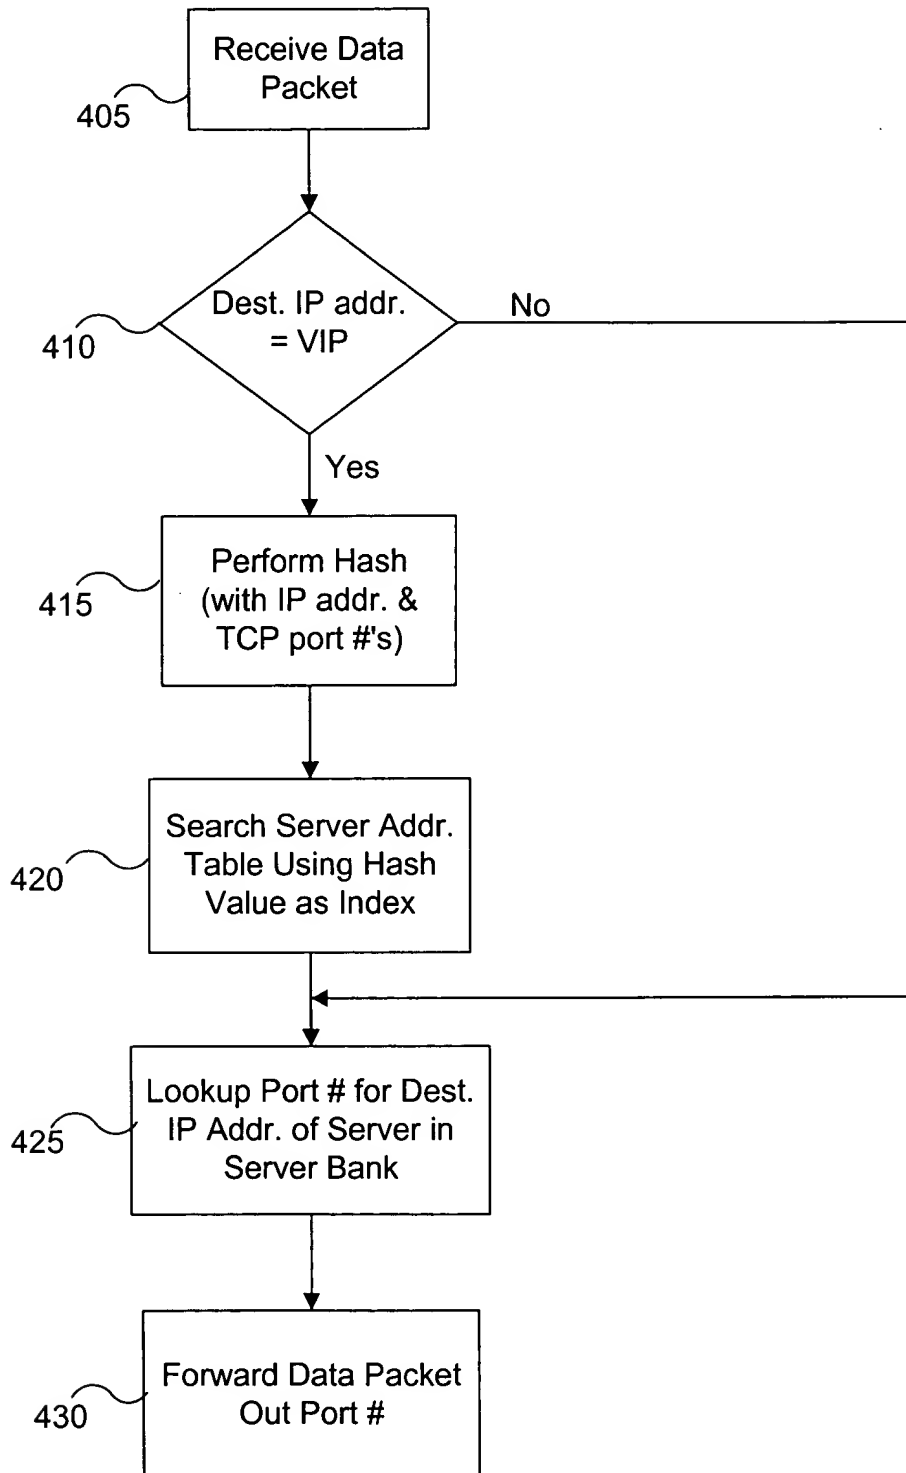 Receive Data
Packet
405
Dest. IP addr.
= VIP
410
No
Yes
Perform Hash
(with IP addr. &
TCP port #'s)
415
Search Server Addr.
Table Using Hash
Value as Index
420
Lookup Port # for Dest.
IP Addr. of Server in
Server Bank
425
Forward Data Packet
Out Port #
430